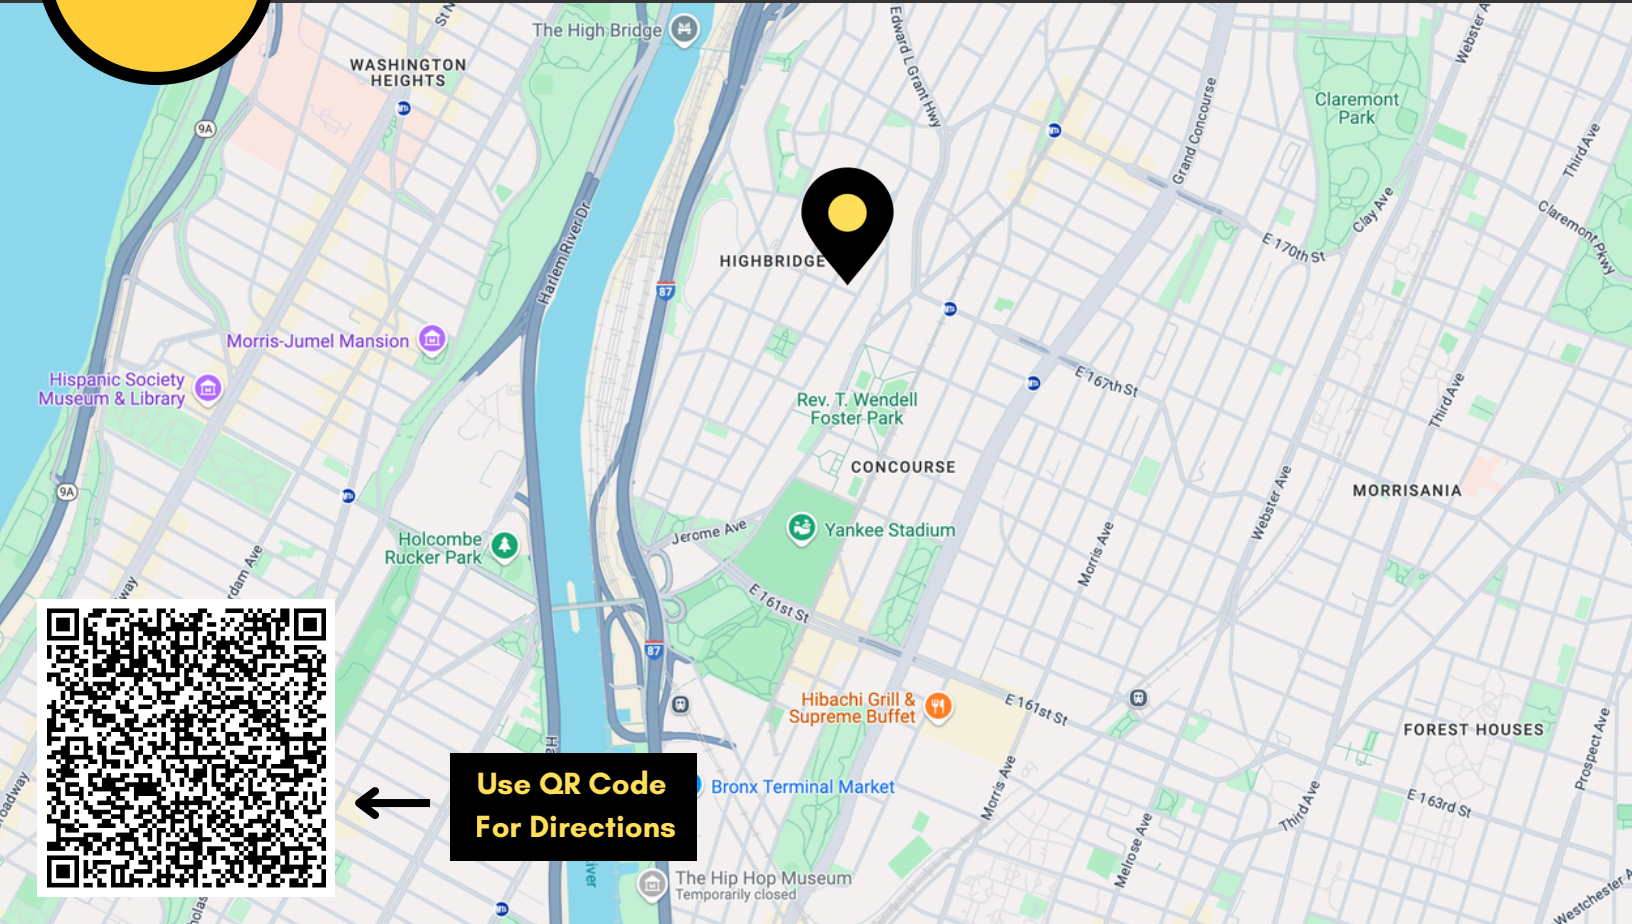 The High Bridge
WASHINGTON
HEIGHTS
Edward L Grant Hwy
Webster Ave
9A
Claremont
Park
Grand Concourse
Third Ave
Clay Ave
Claremont Pkwy
E 170th St
Harlem River Dr
HIGHBRIDGE
87
Morris-Jumel Mansion
Hispanic Society
Museum & Library
E 167th St
Third Ave
Rev. T. Wendell
Foster Park
CONCOURSE
MORRISANIA
9A
Webster Ave
Jerome Ave
Yankee Stadium
Holcombe
Rucker Park
Morris Ave
E 161st St
87
Hibachi Grill &
Supreme Buffet
E 161st St
FOREST HOUSES
Prospect Ave
Use QR Code
For Directions
Bronx Terminal Market
Morris Ave
Third Ave
E 163rd St
Melrose Ave
The Hip Hop Museum
Temporarily closed